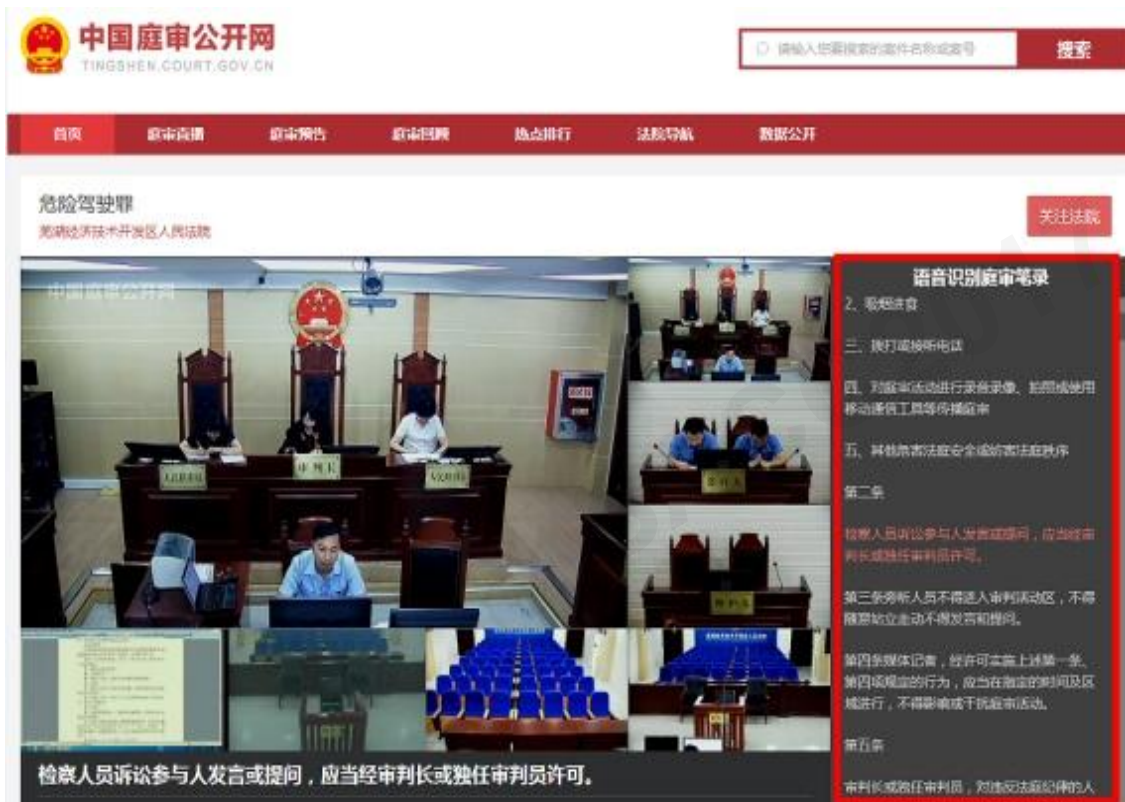 中国庭审公开网
TINGSHEN.COURT.GOV.CN
请输入您要搜索的案件名称或案号
搜索
首页
庭审直播
庭审预告
庭审回顾
热点排行
法院导航
数据公开
危险驾驶罪
芜湖经济技术开发区人民法院
关注法院
中国庭审公开网
审判长
语音识别庭审笔录
2、吸烟进食
三、拨打或接听电话
四、对庭审活动进行录音录像、拍照或使用
移动通信工具等传播庭审
五、其他危害法庭安全或妨害法庭秩序
第二条
检察人员诉讼参与人发言或提问，应当经审
判长或独任审判员许可。
第三条旁听人员不得进入审判活动区，不得
随意站立走动不得发言和提问。
第四条媒体记者，经许可实施上述第一条、
第四项规定的行为，应当在指定的时间及区
域进行，不得影响或干扰庭审活动。
第五条
审判长或独任审判员，对违反法庭纪律的人
检察人员诉讼参与人发言或提问，应当经审判长或独任审判员许可。